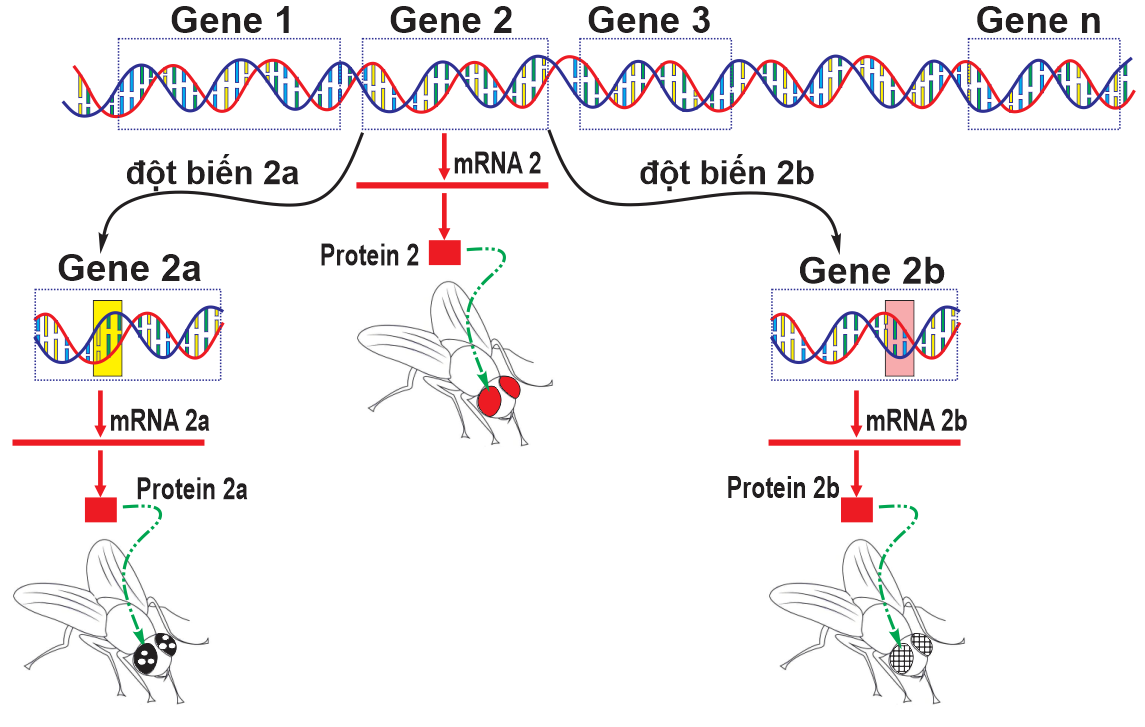 Gene 1
Gene 2
Gene 3
Gene n
đột biến 2a
mRNA 2
đột biến 2b
Protein 2
Gene 2a
Gene 2b
mRNA 2a
mRNA 2b
Protein 2a
Protein 2b